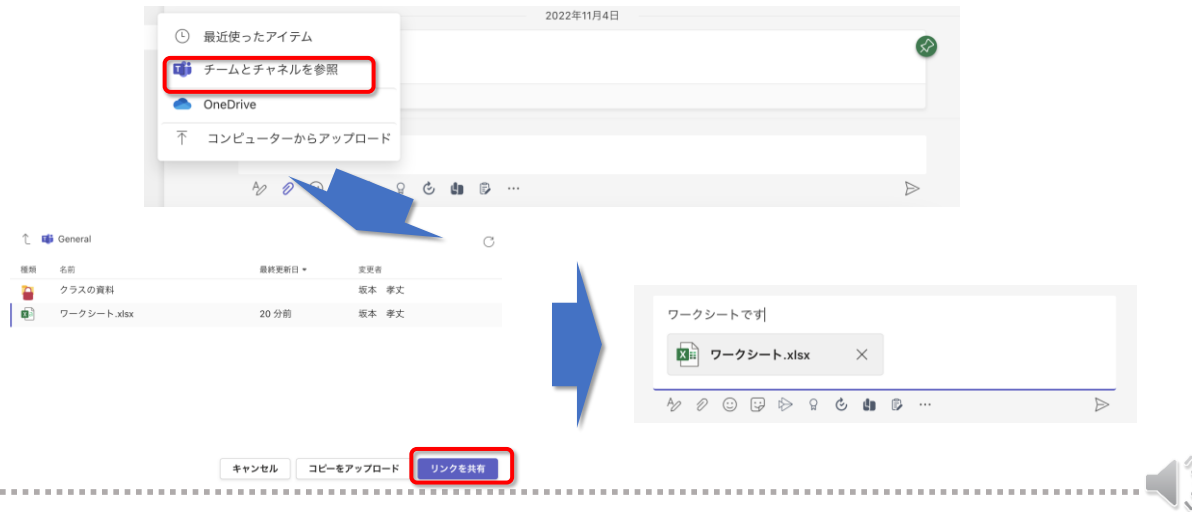 2022年11月4日
最近使ったアイテム
チームとチャネルを参照
OneDrive
コンピューターからアップロード
General
種類 名前 最終更新日 変更者
クラスの資料 坂本 孝丈
ワークシート.xlsx 20 分前 坂本 孝丈
キャンセル コピーをアップロード リンクを共有
ワークシートです
ワークシート.xlsx